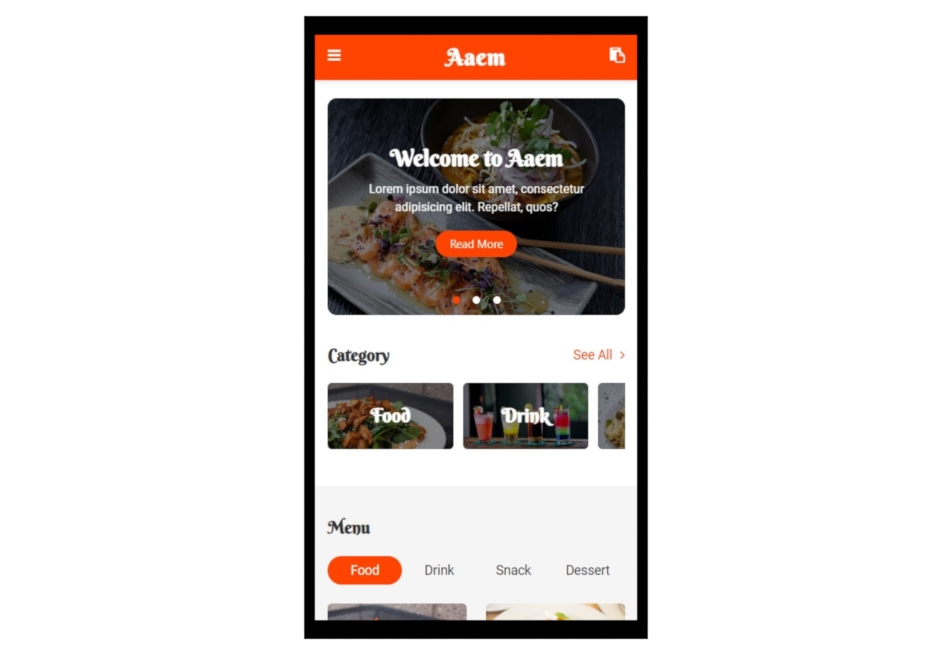 Aaem
Welcome to Aaem
Lorem ipsum dolor sit amet, consectetur
adipisicing elit. Repellat, quos?
Read More
Category
See All
Food
Drink
Menu
Food
Drink
Snack
Dessert